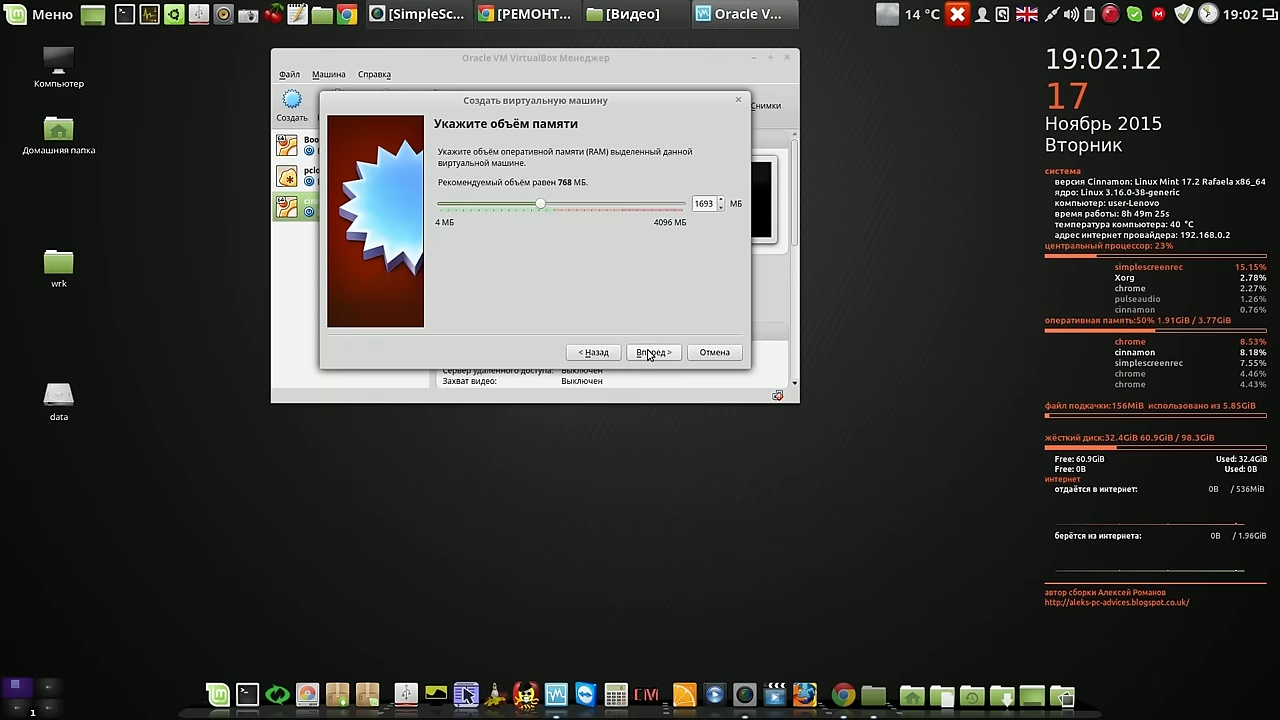 Меню
[SimpleSc...
[РЕМОНТ...
[Видео]
Oracle V...
14 °C
19:02
Компьютер
Домашняя папка
wrk
data
Oracle VM VirtualBox Менеджер
Файл Машина Справка
Создать
Снимки
Boo
pclo
Создать виртуальную машину
Укажите объём памяти
Укажите объём оперативной памяти (RAM) выделенный данной
виртуальной машине.
Рекомендуемый объём равен 768 МБ.
1693 МБ
4 МБ 4096 МБ
< Назад Вперед > Отмена
Сервер удаленного доступа: Выключен
Захват видео: Выключен
19:02:12
17
Ноябрь 2015
Вторник
система
версия Cinnamon: Linux Mint 17.2 Rafaela x86_64
ядро: Linux 3.16.0-38-generic
компьютер: user-Lenovo
время работы: 8h 49m 25s
температура компьютера: 40 °C
адрес интернет провайдера: 192.168.0.2
центральный процессор: 23%
simplescreenrec 15.15%
Xorg 2.78%
chrome 2.27%
pulseaudio 1.26%
cinnamon 0.76%
оперативная память:50% 1.91GiB / 3.77GiB
chrome 8.53%
cinnamon 8.18%
simplescreenrec 7.55%
chrome 4.46%
chrome 4.43%
файл подкачки:156MiB использовано из 5.85GiB
жёсткий диск:32.4GiB 60.9GiB / 98.3GiB
Free: 60.9GiB Used: 32.4GiB
Free: 0B Used: 0B
интернет
отдаётся в интернет: 0B / 536MiB
берётся из интернета: 0B / 1.96GiB
автор сборки Алексей Романов
http://aleks-pc-advices.blogspot.co.uk/
1